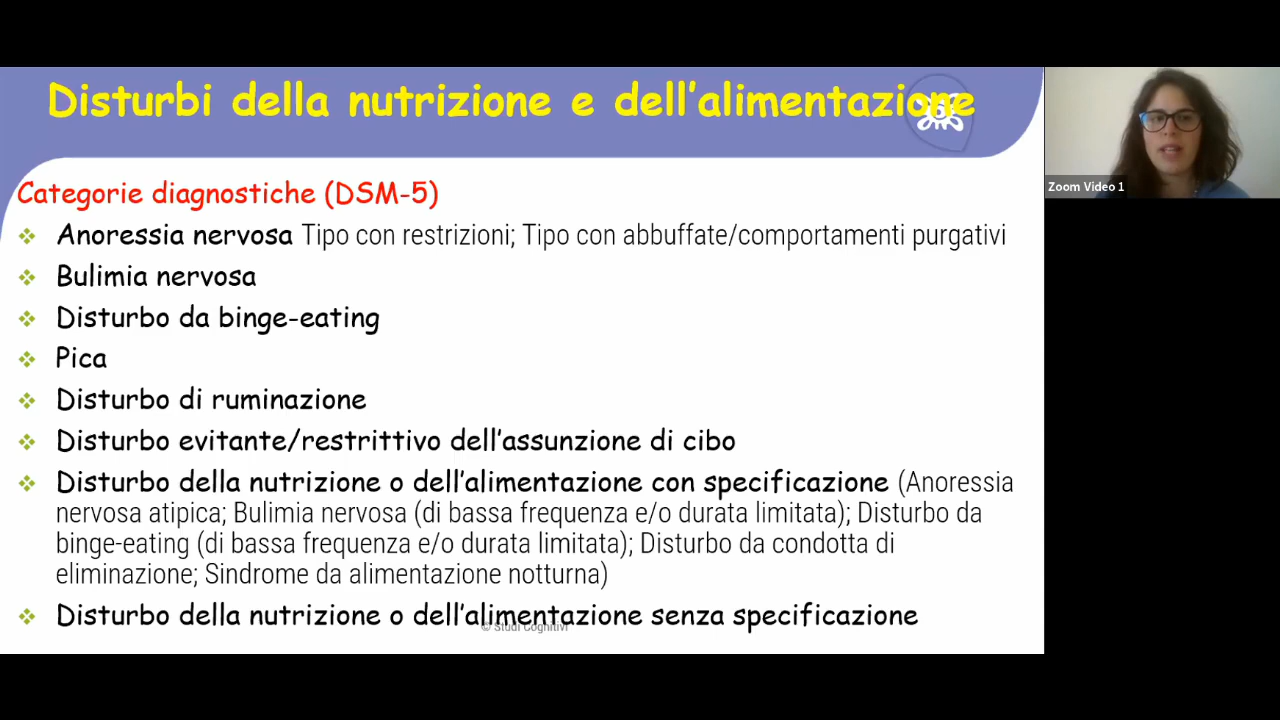 Disturbi della nutrizione e dell'alimentazione
Categorie diagnostiche (DSM-5)
Anoressia nervosa Tipo con restrizioni; Tipo con abbuffate/comportamenti purgativi
Bulimia nervosa
Disturbo da binge-eating
Pica
Disturbo di ruminazione
Disturbo evitante/restrittivo dell'assunzione di cibo
Disturbo della nutrizione o dell'alimentazione con specificazione (Anoressia
nervosa atipica; Bulimia nervosa (di bassa frequenza e/o durata limitata); Disturbo da
binge-eating (di bassa frequenza e/o durata limitata); Disturbo da condotta di
eliminazione; Sindrome da alimentazione notturna)
Disturbo della nutrizione o dell'alimentazione senza specificazione
© Studi Cognitivi
Zoom Video 1